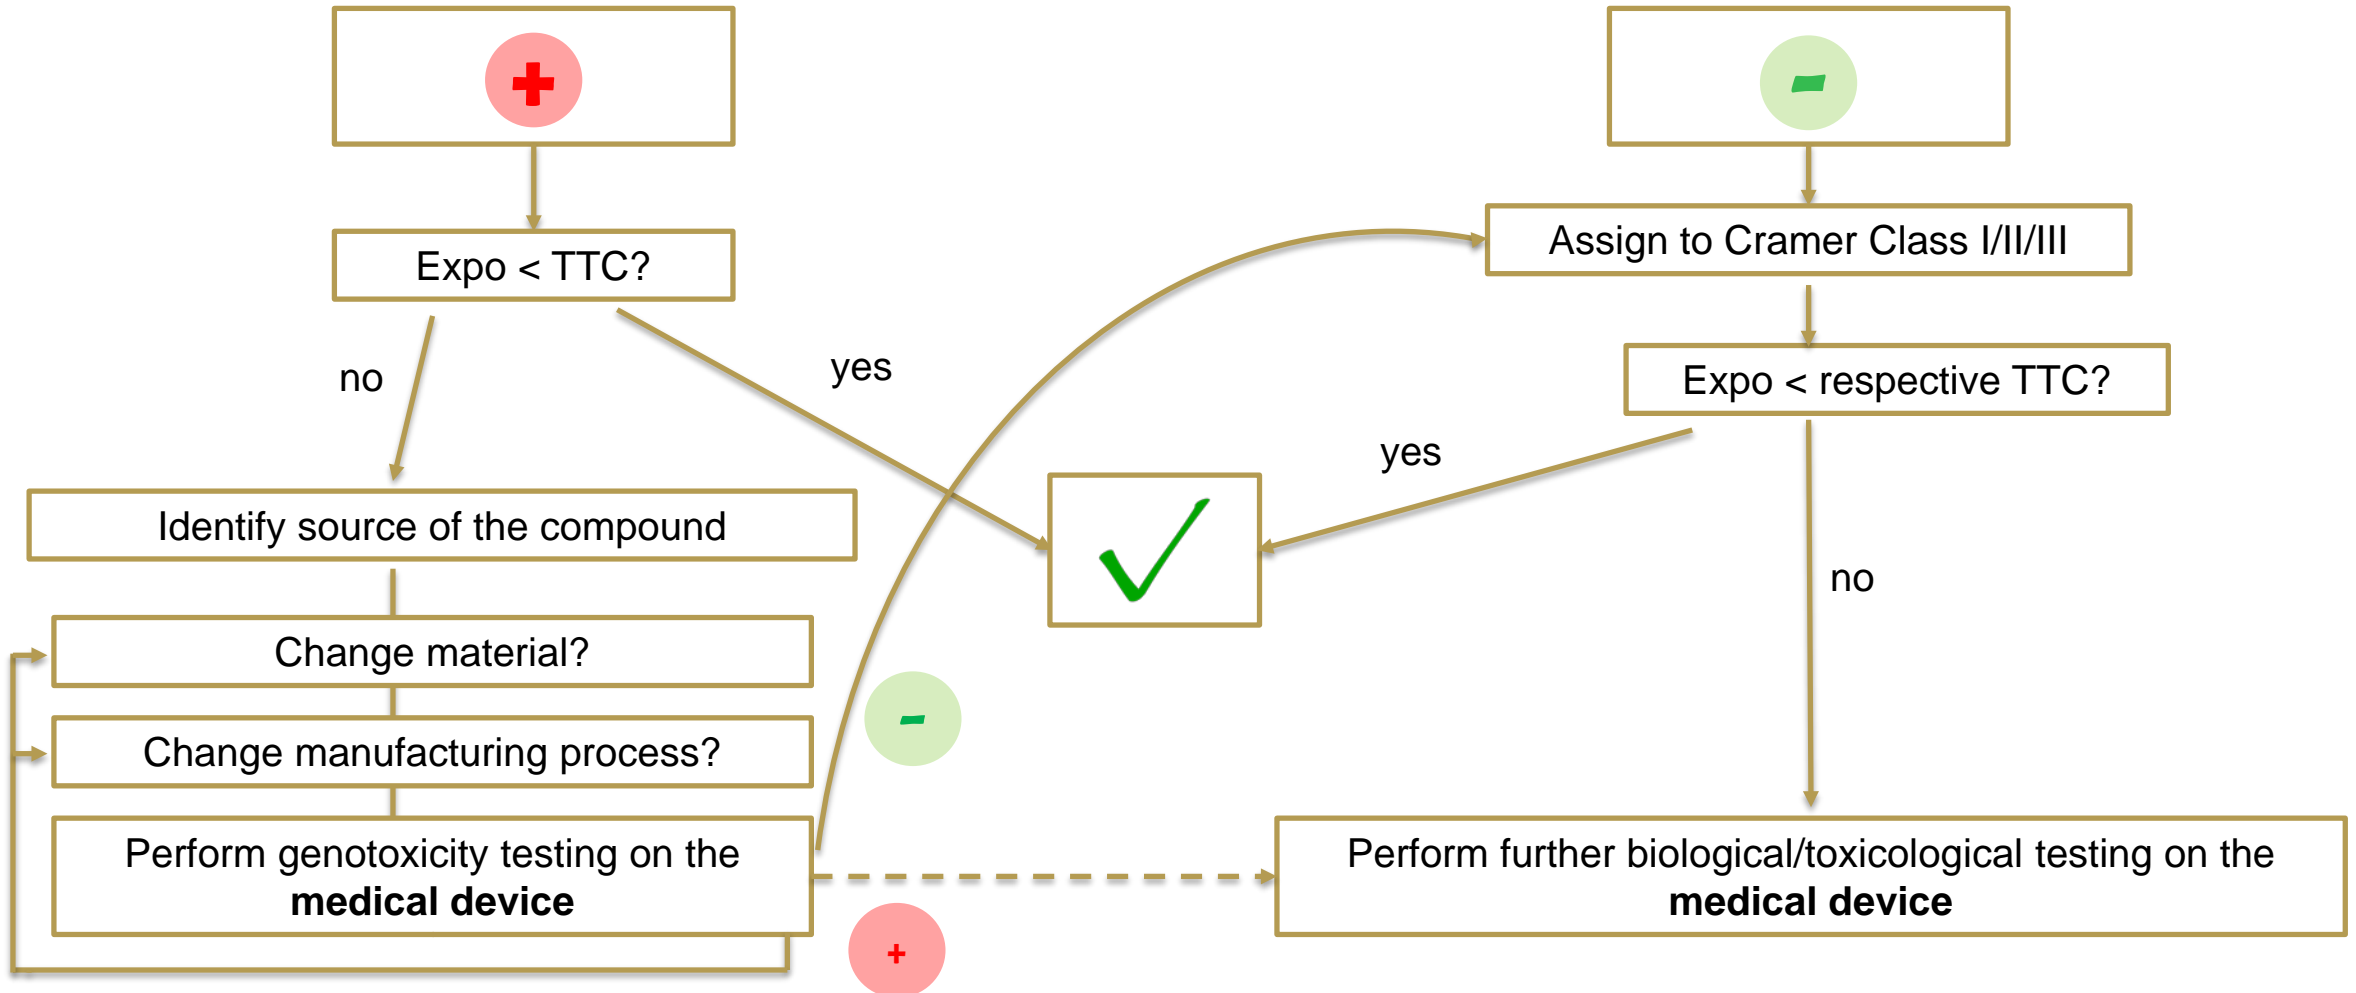 +
-
Assign to Cramer Class I/II/III
Expo < TTC?
Expo < respective TTC?
no
yes
yes
Identify source of the compound
no
Change material?
-
Change manufacturing process?
Perform genotoxicity testing on the
medical device
Perform further biological/toxicological testing on the
medical device
+